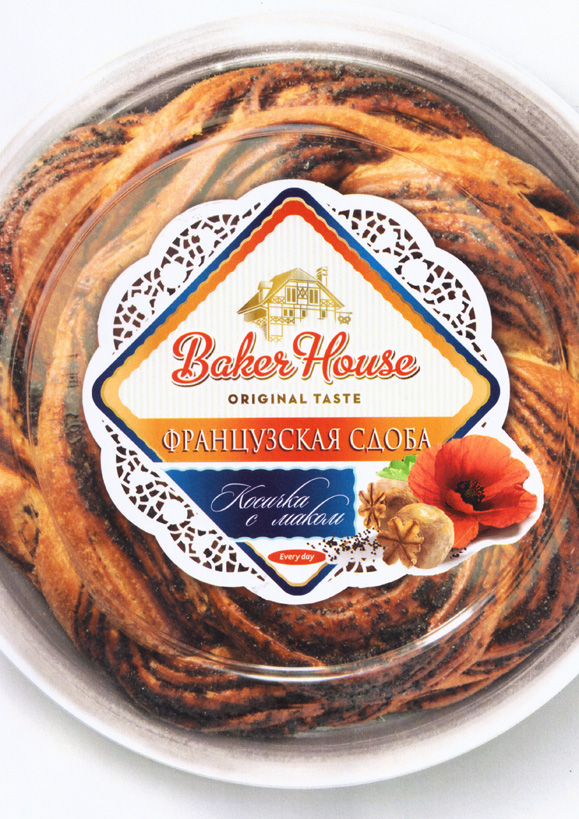 Baker House
ORIGINAL TASTE
ФРАНЦУЗСКАЯ СДОБА
Косичка
с маком
Every day